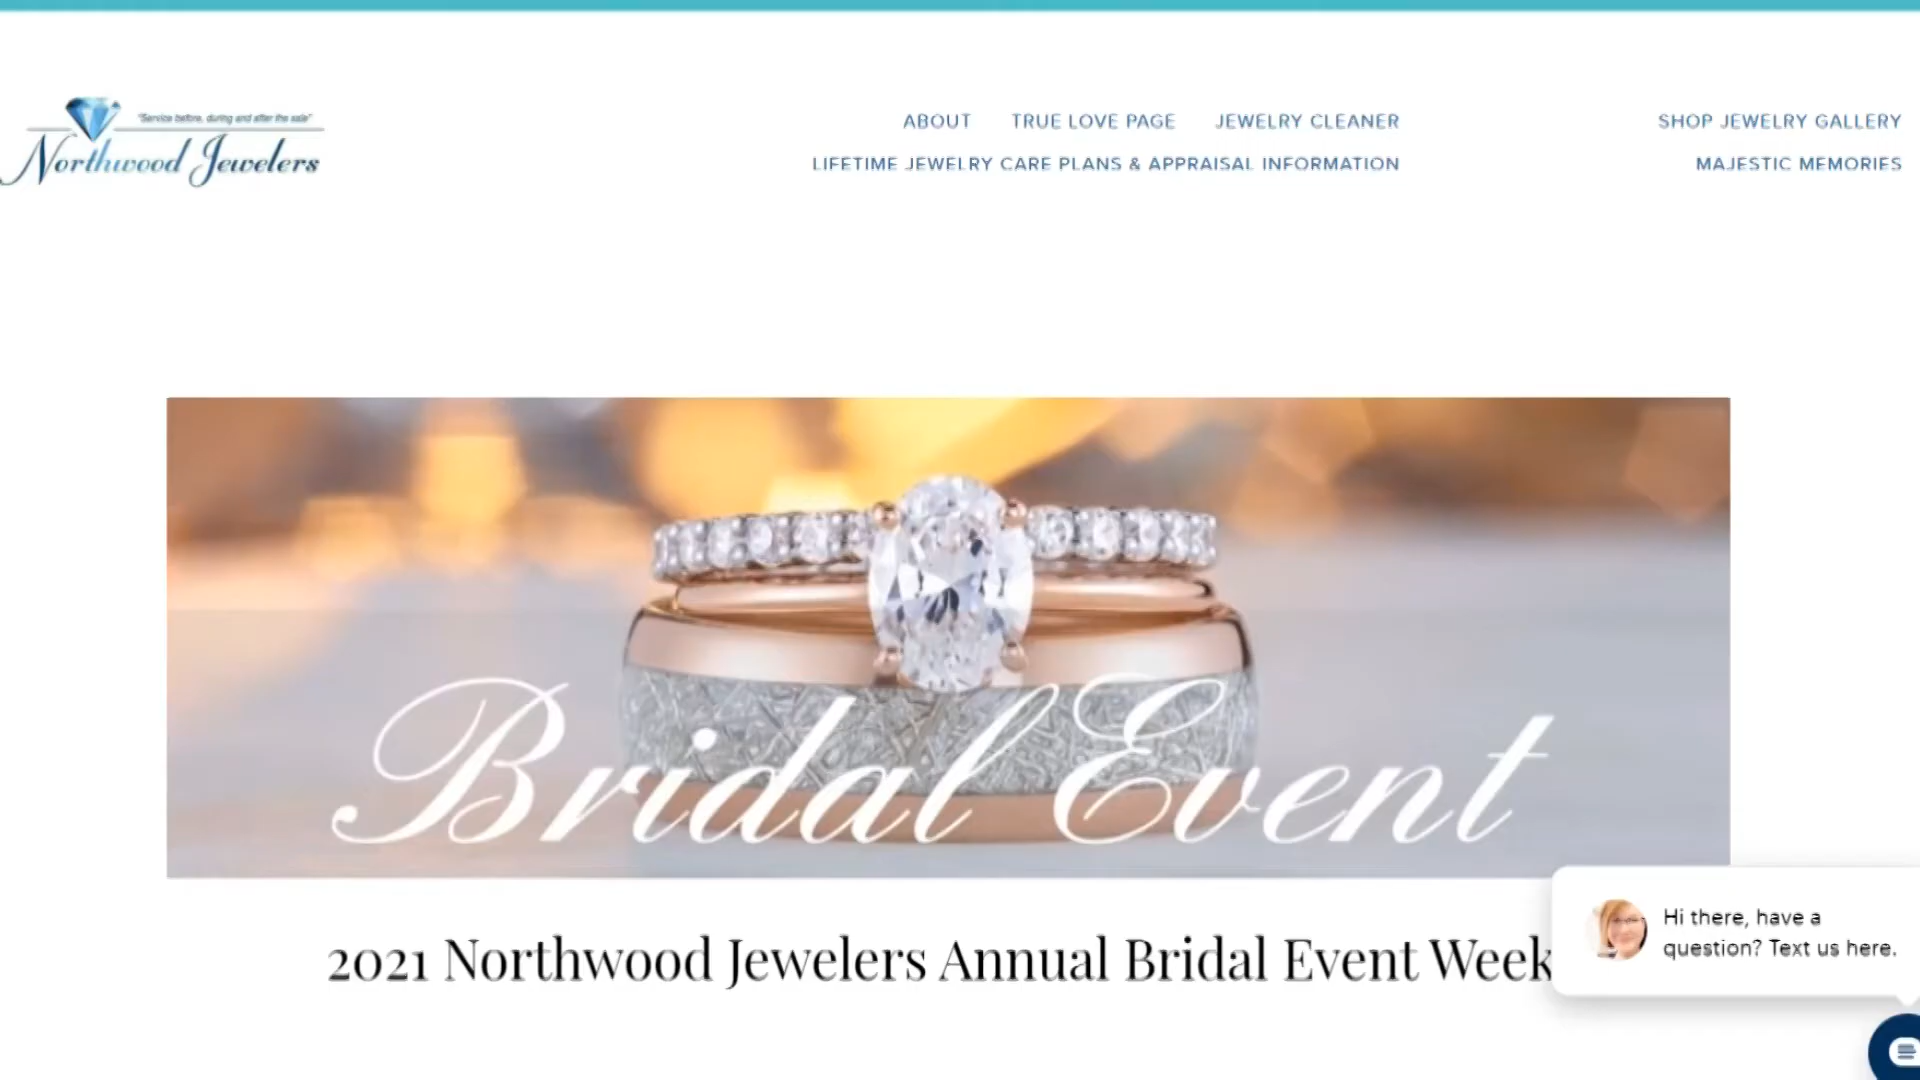 "Service before, during and after the sale"
Northwood Jewelers
ABOUT TRUE LOVE PAGE JEWELRY CLEANER
LIFETIME JEWELRY CARE PLANS & APPRAISAL INFORMATION
SHOP JEWELRY GALLERY
MAJESTIC MEMORIES
Bridal Event
2021 Northwood Jewelers Annual Bridal Event Week
Hi there, have a
question? Text us here.